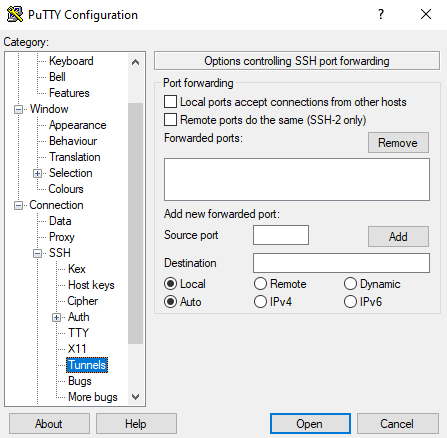 PuTTY Configuration
Category:
Keyboard
Bell
Features
Window
Appearance
Behaviour
Translation
Selection
Colours
Connection
Data
Proxy
SSH
Kex
Host keys
Cipher
Auth
TTY
X11
Tunnels
Bugs
More bugs
Options controlling SSH port forwarding
Port forwarding
Local ports accept connections from other hosts
Remote ports do the same (SSH-2 only)
Forwarded ports:
Remove
Add new forwarded port:
Source port
Add
Destination
Local Remote Dynamic
Auto IPv4 IPv6
About Help Open Cancel